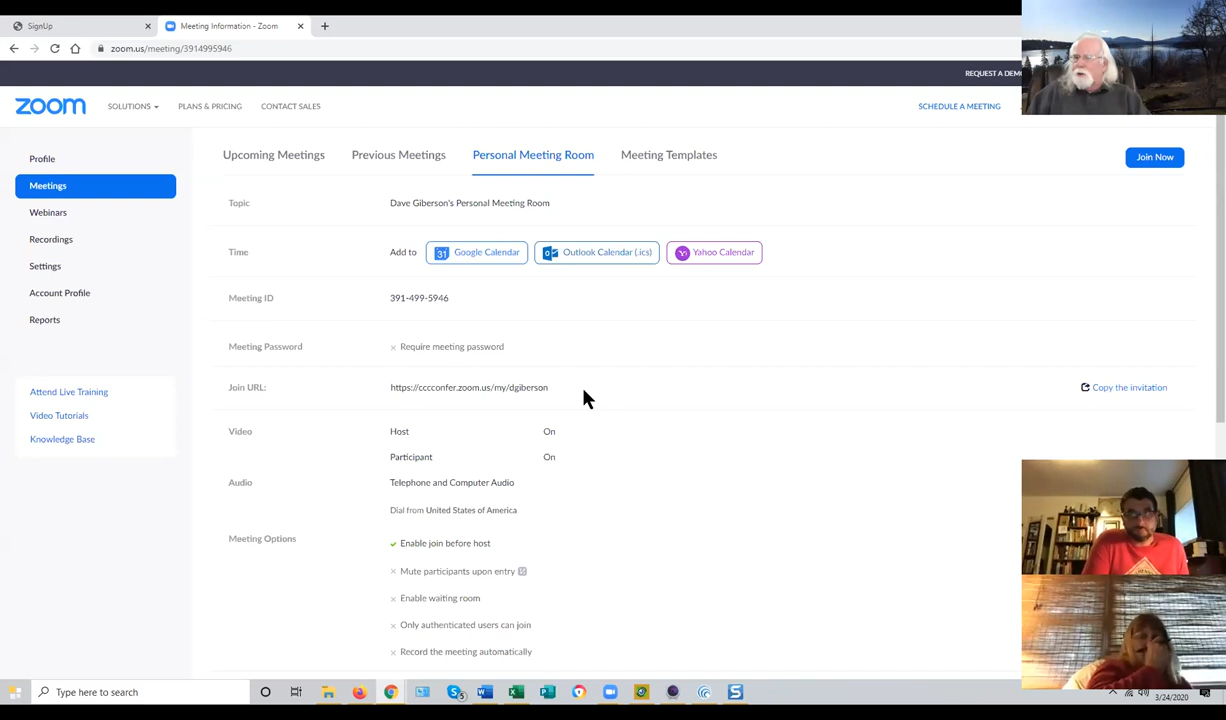 SignUp
Meeting Information - Zoom
zoom.us/meeting/3914995946
REQUEST A DEM
zoom
SOLUTIONS
PLANS & PRICING
CONTACT SALES
SCHEDULE A MEETING
Profile
Meetings
Webinars
Recordings
Settings
Account Profile
Reports
Attend Live Training
Video Tutorials
Knowledge Base
Upcoming Meetings
Previous Meetings
Personal Meeting Room
Meeting Templates
Join Now
Topic
Dave Giberson's Personal Meeting Room
Time
Add to
31
Google Calendar
Outlook Calendar (.ics)
Yahoo Calendar
Meeting ID
391-499-5946
Meeting Password
Require meeting password
Join URL:
https://cccconfer.zoom.us/my/dgiberson
Copy the invitation
Video
Host
On
Participant
On
Audio
Telephone and Computer Audio
Dial from United States of America
Meeting Options
Enable join before host
Mute participants upon entry
Enable waiting room
Only authenticated users can join
Record the meeting automatically
Type here to search
3/24/2020